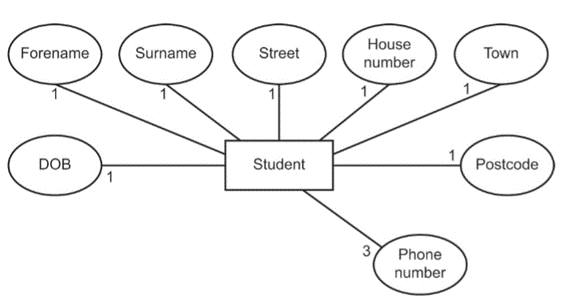 Forename
Surname
Street
House
number
Town
1
1
1
1
1
DOB
1
Student
1
Postcode
3
Phone
number